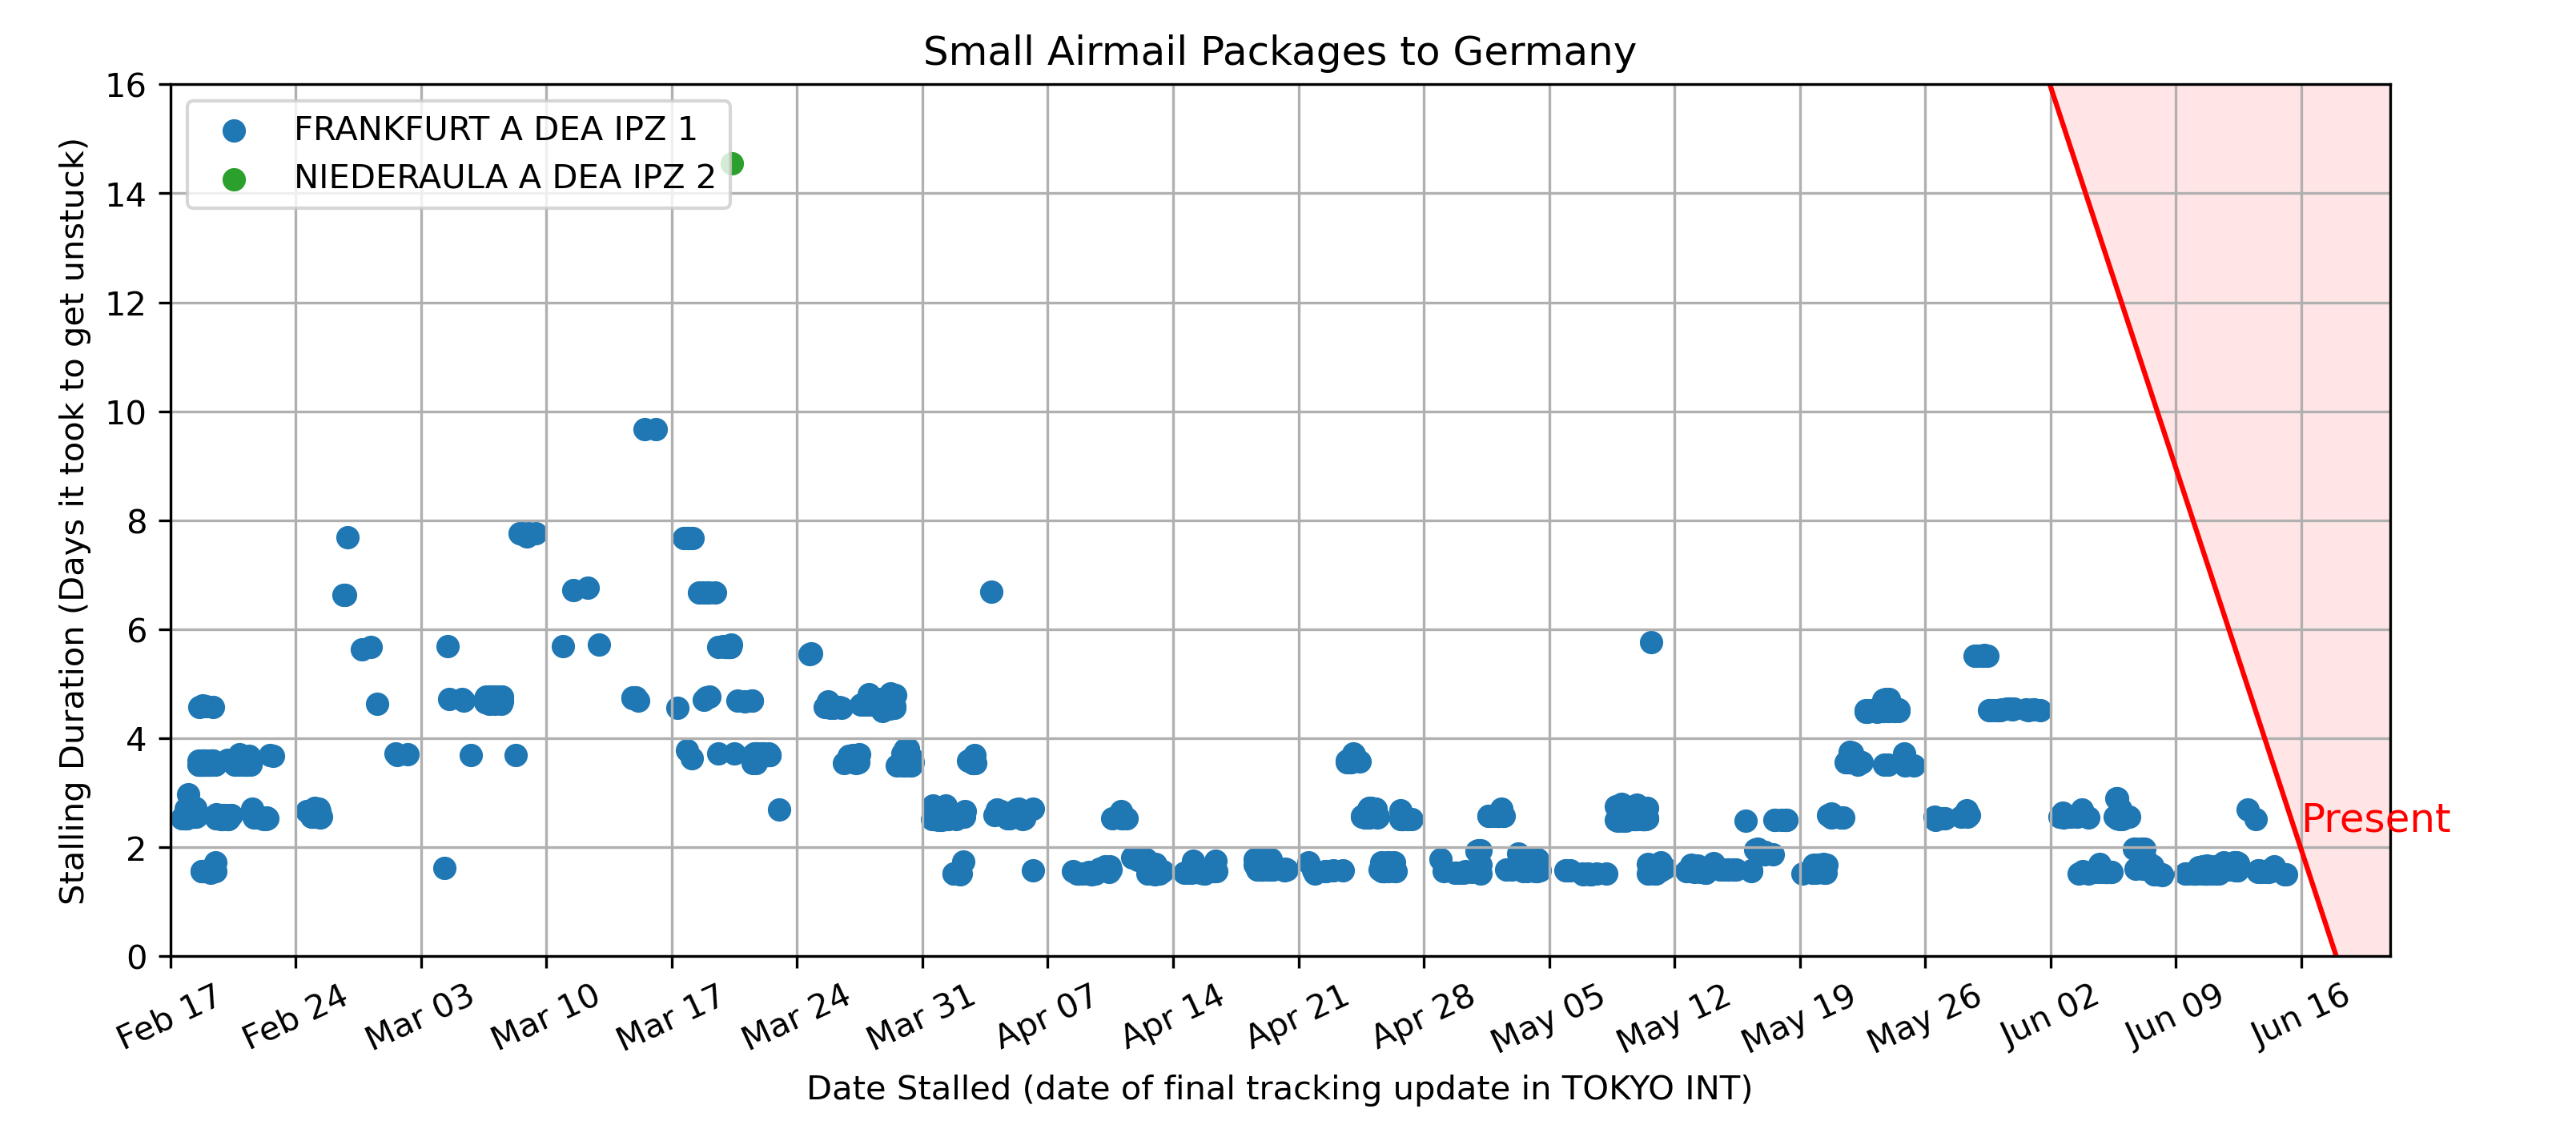 Small Airmail Packages to Germany
Stalling Duration (Days it took to get unstuck)
16
14
12
10
8
6
4
2
0
FRANKFURT A DEA IPZ 1
NIEDERAULA A DEA IPZ 2
Present
Feb 17
Feb 24
Mar 03
Mar 10
Mar 17
Mar 24
Mar 31
Apr 07
Apr 14
Apr 21
Apr 28
May 05
May 12
May 19
May 26
Jun 02
Jun 09
Jun 16
Date Stalled (date of final tracking update in TOKYO INT)